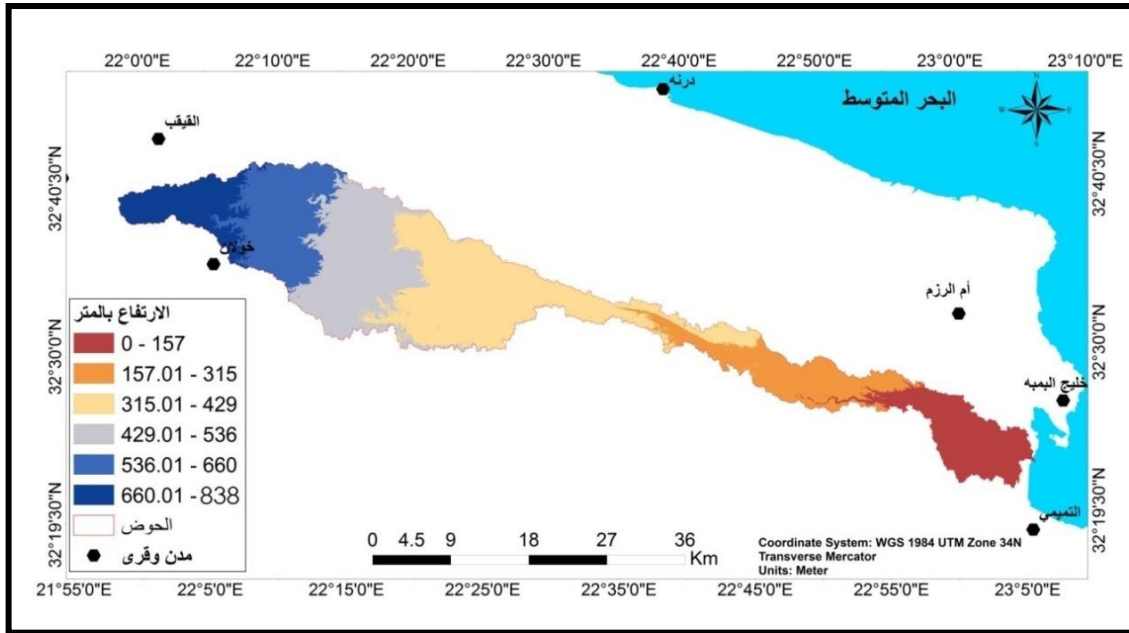 22°0'0"E 22°10'0"E 22°20'0"E 22°30'0"E 22°40'0"E 22°50'0"E 23°0'0"E 23°10'0"E
درنه
البحر المتوسط
N
W E
S
القيقب
32°40'30"N 32°40'30"N
خولان
أم الرزم
32°30'0"N 32°30'0"N
خليج البمبه
32°19'30"N 32°19'30"N
التميمي
الارتفاع بالمتر
0 - 157
157.01 - 315
315.01 - 429
429.01 - 536
536.01 - 660
660.01 - 838
الحوض
مدن وقرى
0 4.5 9 18 27 36
Km
Coordinate System: WGS 1984 UTM Zone 34N
Transverse Mercator
Units: Meter
21°55'0"E 22°5'0"E 22°15'0"E 22°25'0"E 22°35'0"E 22°45'0"E 22°55'0"E 23°5'0"E